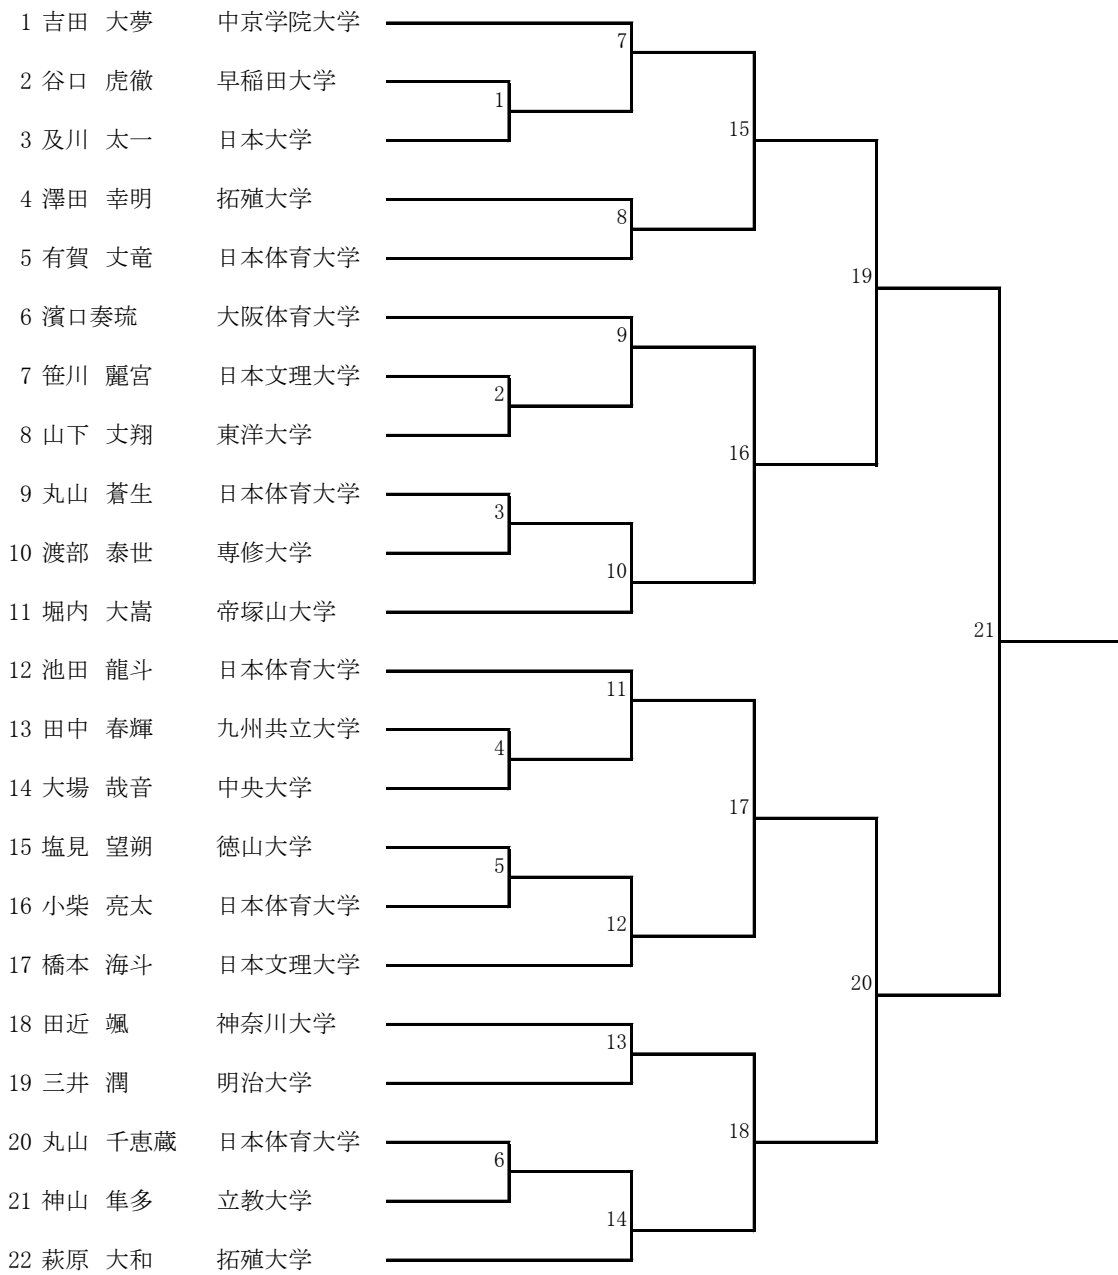 1 吉田 大夢 中京学院大学
7
2 谷口 虎徹 早稲田大学
1
3 及川 太一 日本大学
15
4 澤田 幸明 拓殖大学
8
5 有賀 丈竜 日本体育大学
19
6 濱口奏琉 大阪体育大学
9
7 笹川 麗宮 日本文理大学
2
8 山下 丈翔 東洋大学
16
9 丸山 蒼生 日本体育大学
3
10 渡部 泰世 専修大学
10
11 堀内 大嵩 帝塚山大学
21
12 池田 龍斗 日本体育大学
11
13 田中 春輝 九州共立大学
4
14 大場 哉音 中央大学
17
15 塩見 望朔 徳山大学
5
16 小柴 亮太 日本体育大学
12
17 橋本 海斗 日本文理大学
20
18 田近 颯 神奈川大学
13
19 三井 潤 明治大学
18
20 丸山 千恵蔵 日本体育大学
6
21 神山 隼多 立教大学
14
22 萩原 大和 拓殖大学